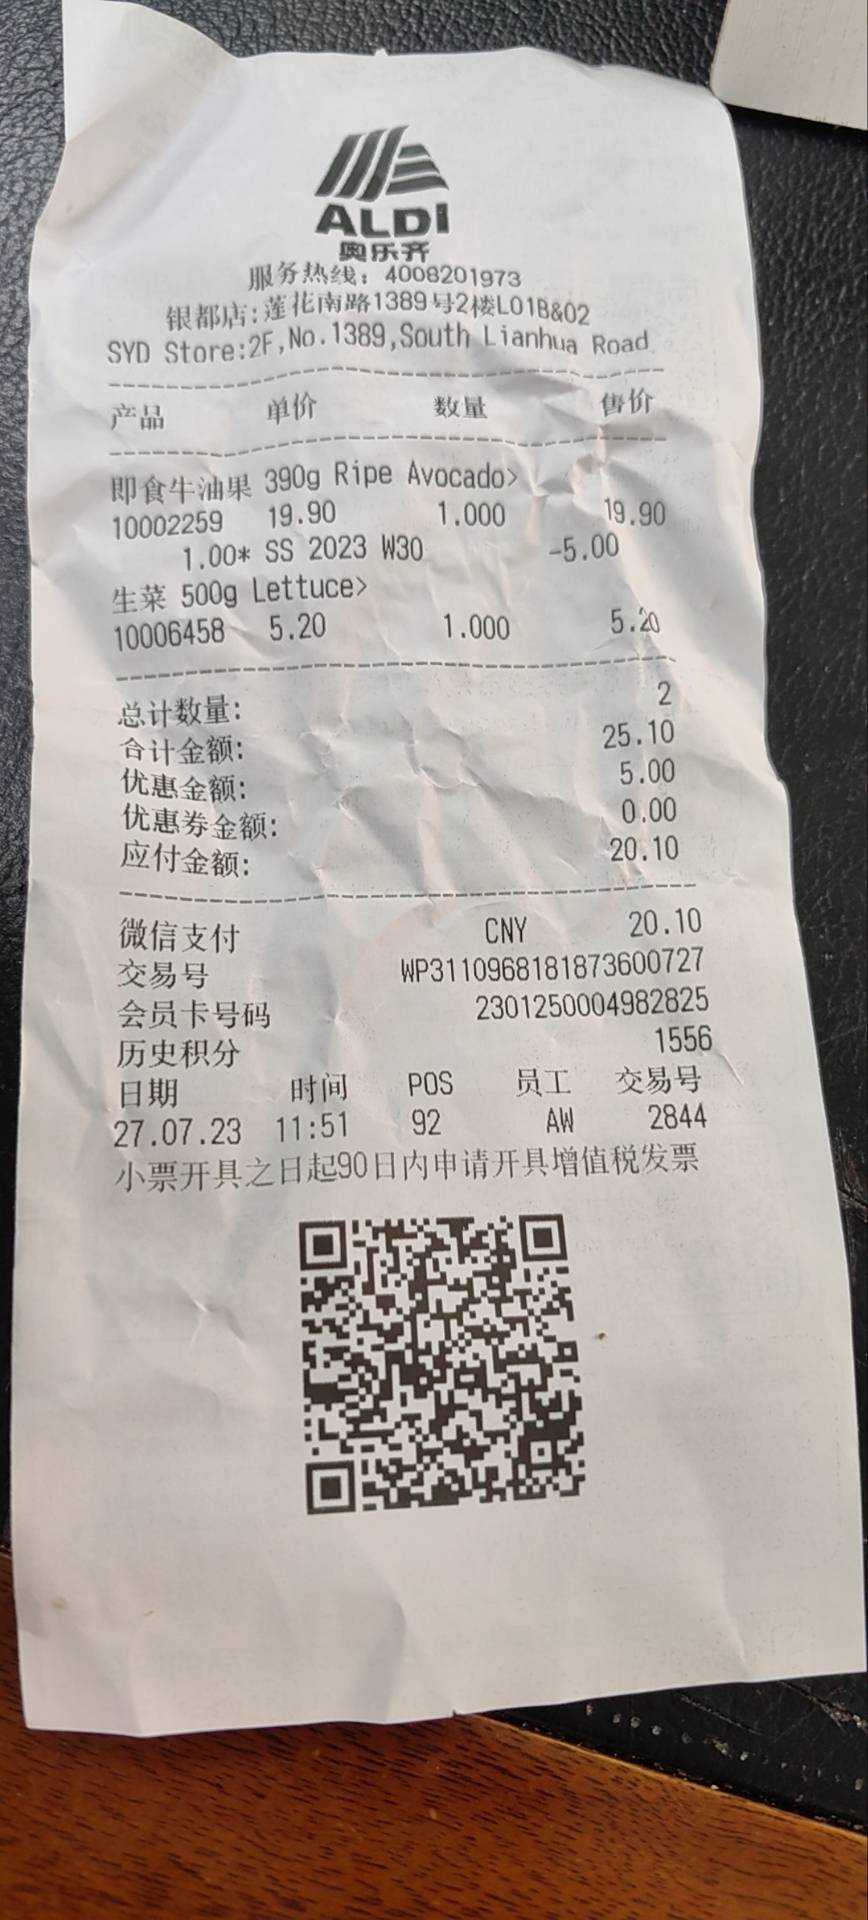 ALDI
奥乐齐
服务热线：4008201973
银都店:莲花南路1389号2楼L01B&02
SYD Store:2F,No.1389,South Lianhua Road
产品 单价 数量 售价
即食牛油果 390g Ripe Avocado>
10002259 19.90 1.000 19.90
1.00* SS 2023 W30 -5.00
生菜 500g Lettuce>
10006458 5.20 1.000 5.20
总计数量: 2
合计金额: 25.10
优惠金额: 5.00
优惠券金额: 0.00
应付金额: 20.10
微信支付 CNY 20.10
交易号 WP3110968181873600727
会员卡号码 2301250004982825
历史积分 1556
日期 时间 POS 员工 交易号
27.07.23 11:51 92 AW 2844
小票开具之日起90日内申请开具增值税发票